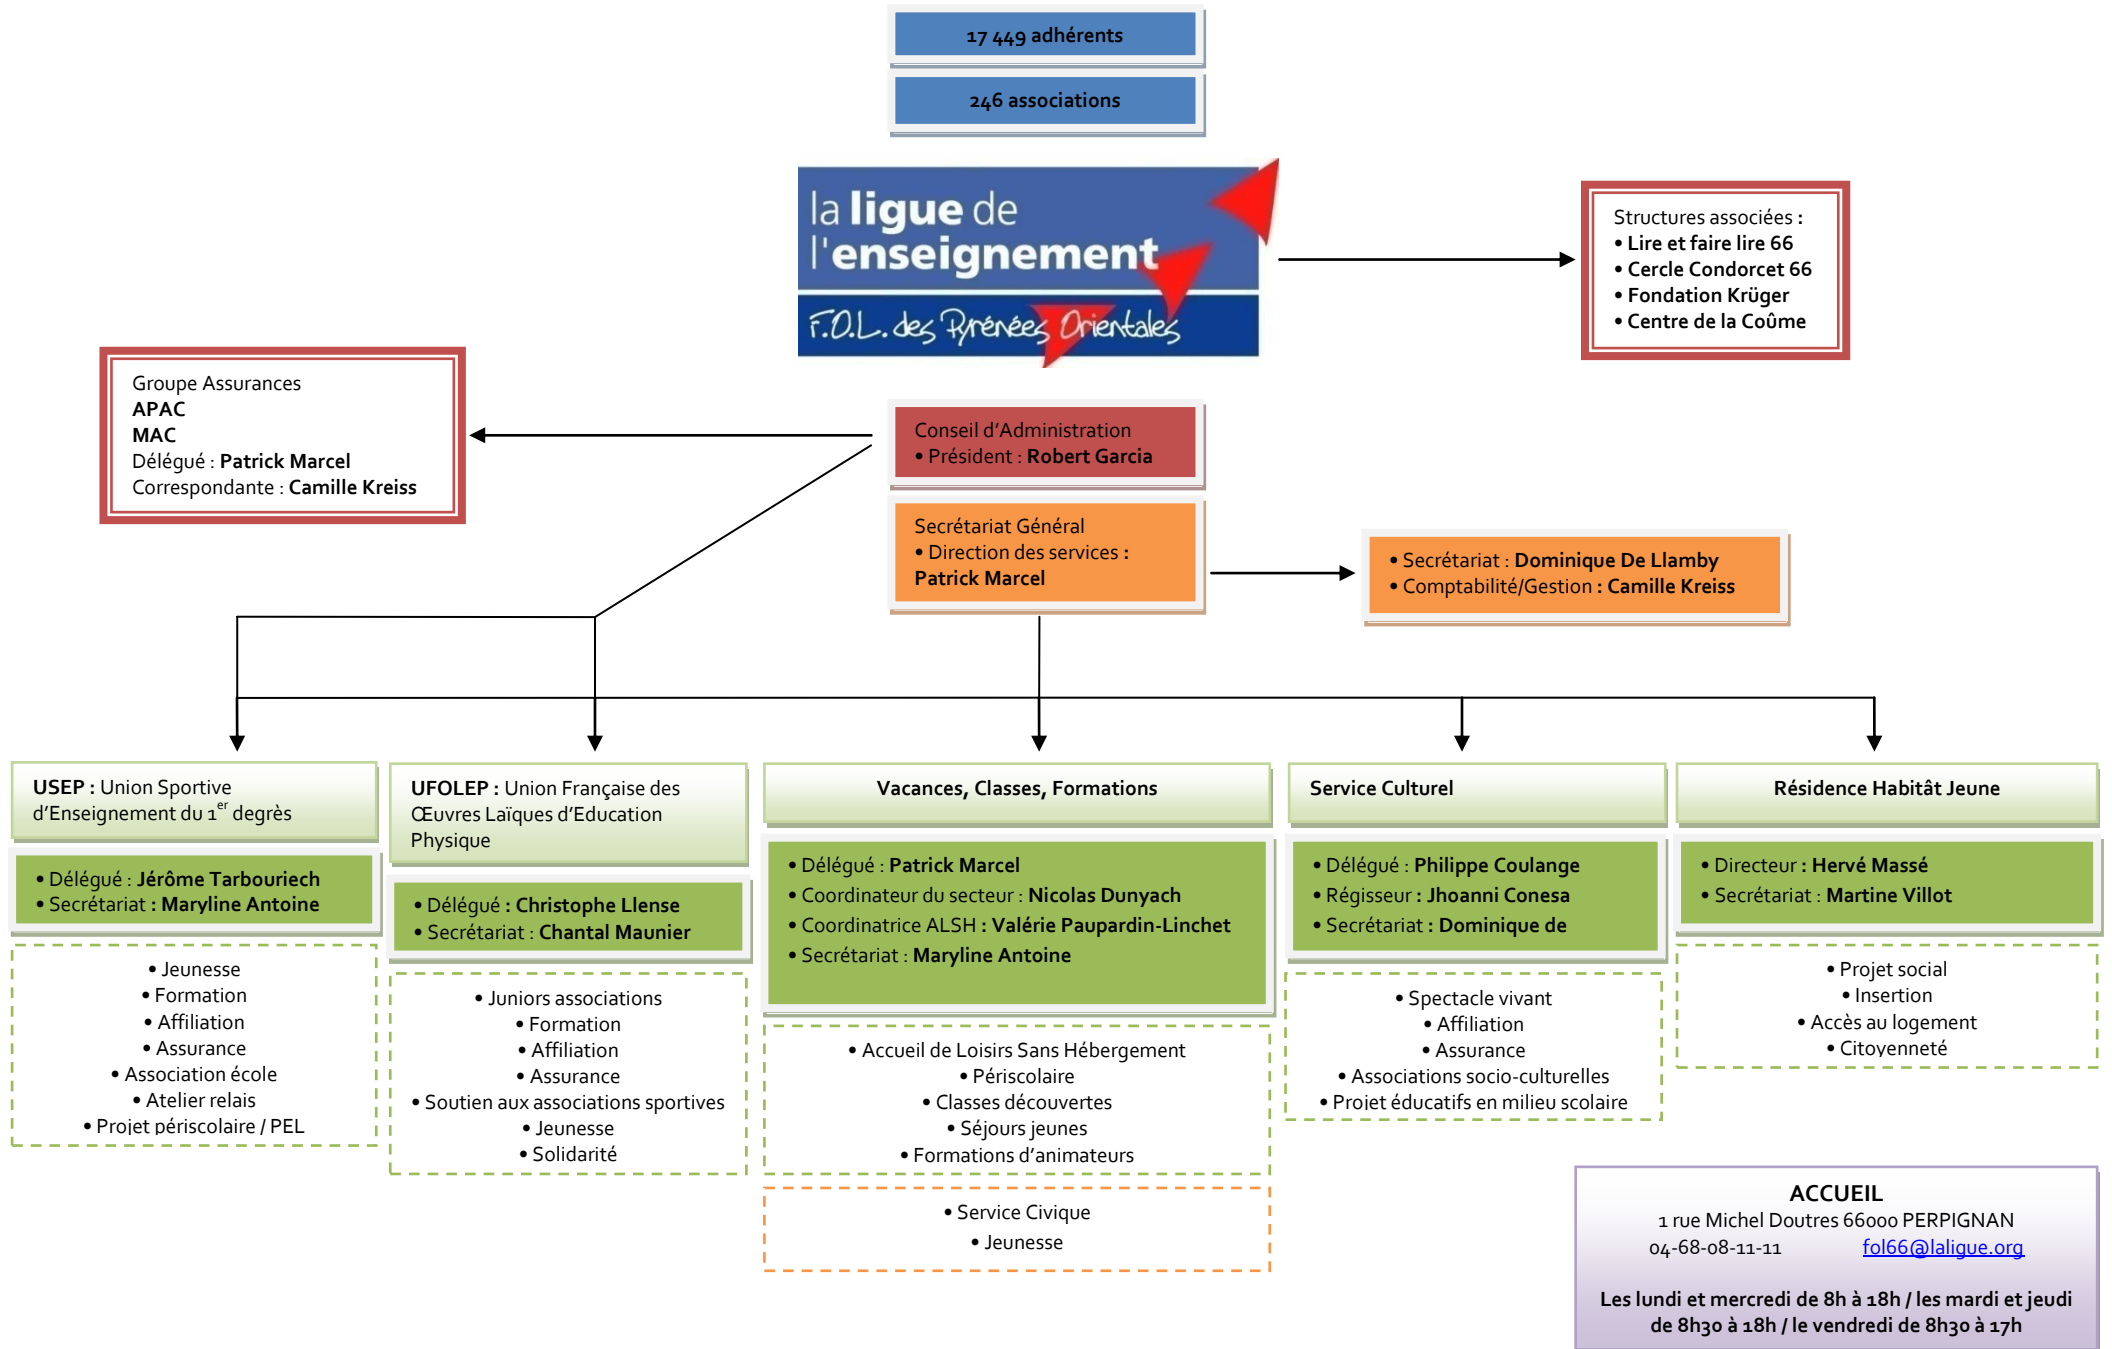 17 449 adhérents
246 associations
la ligue de
l'enseignement
F.O.L. des Pyrénées Orientales
Structures associées :
• Lire et faire lire 66
• Cercle Condorcet 66
• Fondation Krüger
• Centre de la Coûme
Groupe Assurances
APAC
MAC
Délégué : Patrick Marcel
Correspondante : Camille Kreiss
Conseil d'Administration
• Président : Robert Garcia
Secrétariat Général
• Direction des services :
Patrick Marcel
• Secrétariat : Dominique De Llamby
• Comptabilité/Gestion : Camille Kreiss
USEP : Union Sportive
d'Enseignement du 1er degrès
• Délégué : Jérôme Tarbouriech
• Secrétariat : Maryline Antoine
• Jeunesse
• Formation
• Affiliation
• Assurance
• Association école
• Atelier relais
• Projet périscolaire / PEL
UFOLEP : Union Française des
Œuvres Laïques d'Education
Physique
• Délégué : Christophe Llense
• Secrétariat : Chantal Maunier
• Juniors associations
• Formation
• Affiliation
• Assurance
• Soutien aux associations sportives
• Jeunesse
• Solidarité
Vacances, Classes, Formations
• Délégué : Patrick Marcel
• Coordinateur du secteur : Nicolas Dunyach
• Coordinatrice ALSH : Valérie Paupardin-Linchet
• Secrétariat : Maryline Antoine
• Accueil de Loisirs Sans Hébergement
• Périscolaire
• Classes découvertes
• Séjours jeunes
• Formations d'animateurs
• Service Civique
• Jeunesse
Service Culturel
• Délégué : Philippe Coulange
• Régisseur : Jhoanni Conesa
• Secrétariat : Dominique de
• Spectacle vivant
• Affiliation
• Assurance
• Associations socio-culturelles
• Projet éducatifs en milieu scolaire
Résidence Habitât Jeune
• Directeur : Hervé Massé
• Secrétariat : Martine Villot
• Projet social
• Insertion
• Accès au logement
• Citoyenneté
ACCUEIL
1 rue Michel Doutres 66000 PERPIGNAN
04-68-08-11-11 fol66@laligue.org
Les lundi et mercredi de 8h à 18h / les mardi et jeudi
de 8h30 à 18h / le vendredi de 8h30 à 17h